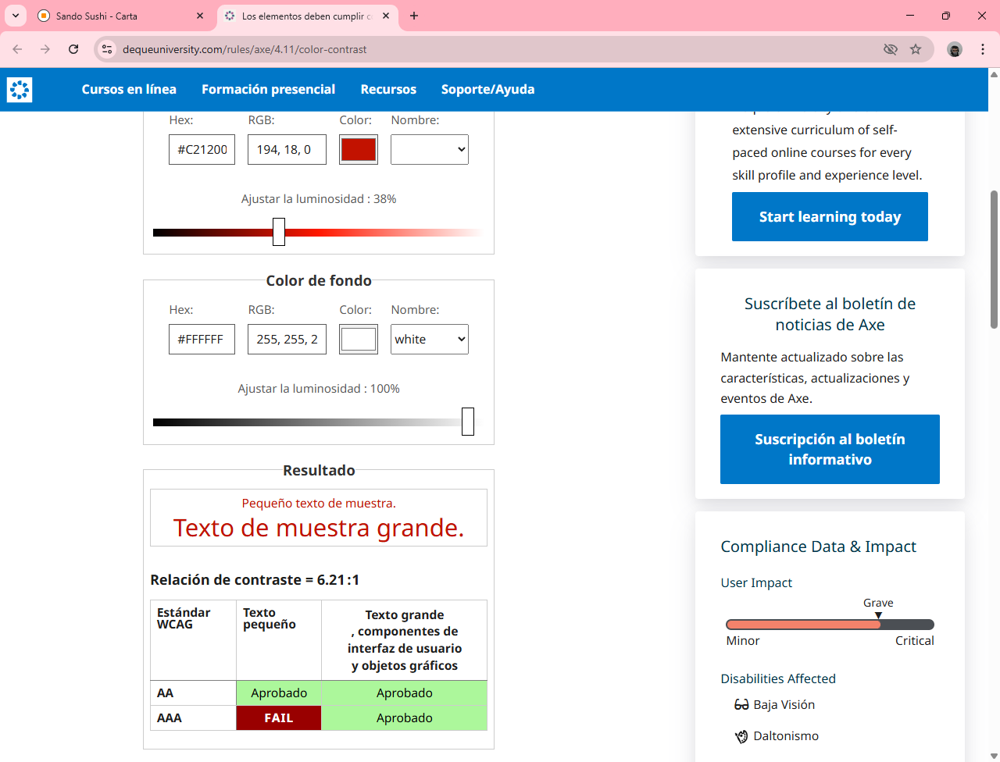 Sando Sushi - Carta
Los elementos deben cumplir c
dequeuniversity.com/rules/axe/4.11/color-contrast
Cursos en línea
Formación presencial
Recursos
Soporte/Ayuda
Hex:
RGB:
Color:
Nombre:
#C21200
194, 18, 0
Ajustar la luminosidad : 38%
Color de fondo
Hex:
RGB:
Color:
Nombre:
#FFFFFF
255, 255, 2
white
Ajustar la luminosidad : 100%
Resultado
Pequeño texto de muestra.
Texto de muestra grande.
Relación de contraste = 6.21:1
Estándar
WCAG
Texto
pequeño
Texto grande
, componentes de
interfaz de usuario
y objetos gráficos
AA
Aprobado
Aprobado
AAA
FAIL
Aprobado
extensive curriculum of self-
paced online courses for every
skill profile and experience level.
Start learning today
Suscríbete al boletín de
noticias de Axe
Mantente actualizado sobre las
características, actualizaciones y
eventos de Axe.
Suscripción al boletín
informativo
Compliance Data & Impact
User Impact
Grave
Minor
Critical
Disabilities Affected
Baja Visión
Daltonismo